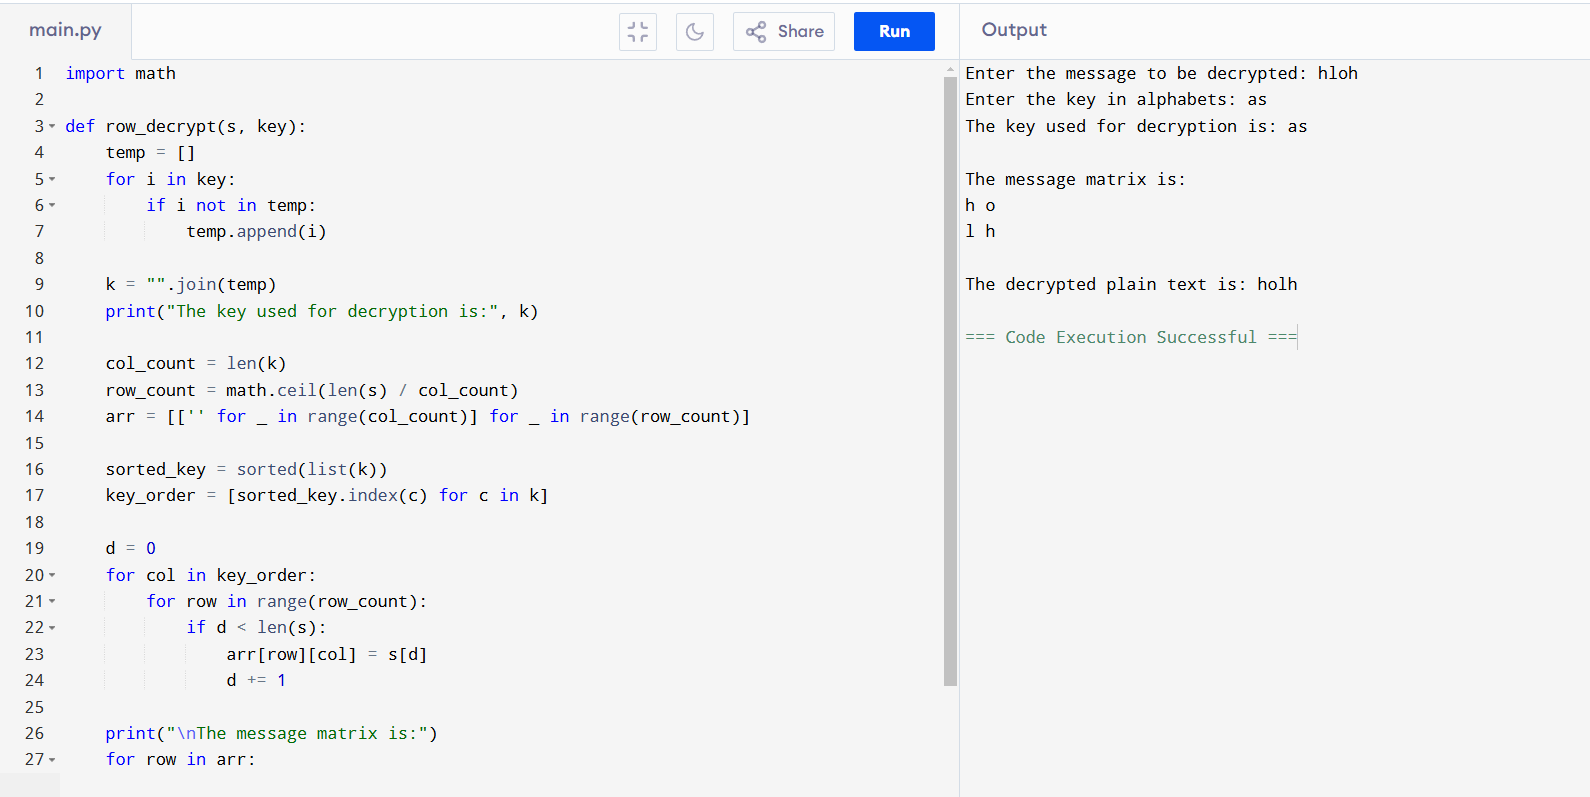 main.py
Share
Run
Output
1 import math
2
3 def row_decrypt(s, key):
4     temp = []
5     for i in key:
6         if i not in temp:
7             temp.append(i)
8
9     k = "".join(temp)
10     print("The key used for decryption is:", k)
11
12     col_count = len(k)
13     row_count = math.ceil(len(s) / col_count)
14     arr = [['' for _ in range(col_count)] for _ in range(row_count)]
15
16     sorted_key = sorted(list(k))
17     key_order = [sorted_key.index(c) for c in k]
18
19     d = 0
20     for col in key_order:
21         for row in range(row_count):
22             if d < len(s):
23                 arr[row][col] = s[d]
24                 d += 1
25
26     print("\nThe message matrix is:")
27     for row in arr:
Enter the message to be decrypted: hloh
Enter the key in alphabets: as
The key used for decryption is: as
The message matrix is:
h o
l h
The decrypted plain text is: holh
=== Code Execution Successful ===